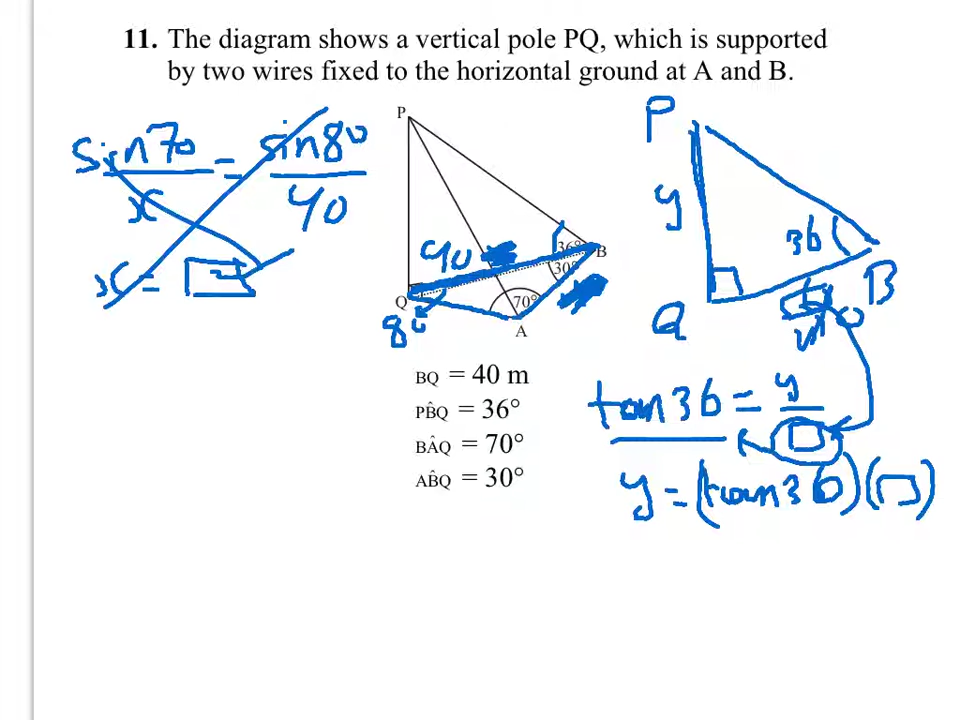 11. The diagram shows a vertical pole PQ, which is supported
by two wires fixed to the horizontal ground at A and B.
sin70 = sin80
x 40
x =
P
40
36°
B
30°
Q
80
70°
A
P
y
36
B
Q
BQ = 40 m
PB̂Q = 36°
BÂQ = 70°
AB̂Q = 30°
tan36 = y
y = (tan36)( )